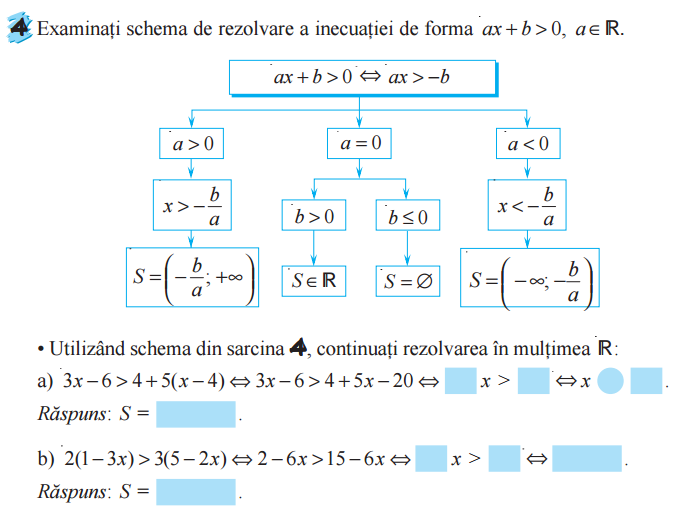 4 Examinați schema de rezolvare a inecuației de forma ax + b > 0, a ∈ ℝ.
ax + b > 0 ⇔ ax > −b
a > 0 a = 0 a < 0
x > −b/a b > 0 b ≤ 0 x < −b/a
S = (−b/a; +∞) S ∈ ℝ S = ∅ S = (−∞; −b/a)
• Utilizând schema din sarcina 4, continuați rezolvarea în mulțimea ℝ:
a) 3x − 6 > 4 + 5(x − 4) ⇔ 3x − 6 > 4 + 5x − 20 ⇔ x > ⇔ x .
Răspuns: S = .
b) 2(1 − 3x) > 3(5 − 2x) ⇔ 2 − 6x > 15 − 6x ⇔ x > ⇔ .
Răspuns: S = .